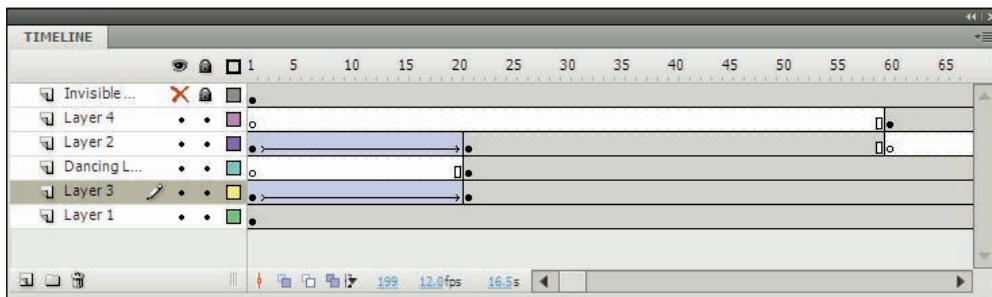 TIMELINE
1 5 10 15 20 25 30 35 40 45 50 55 60 65
Invisible ...
Layer 4
Layer 2
Dancing L...
Layer 3
Layer 1
199 12.0fps 16.5s